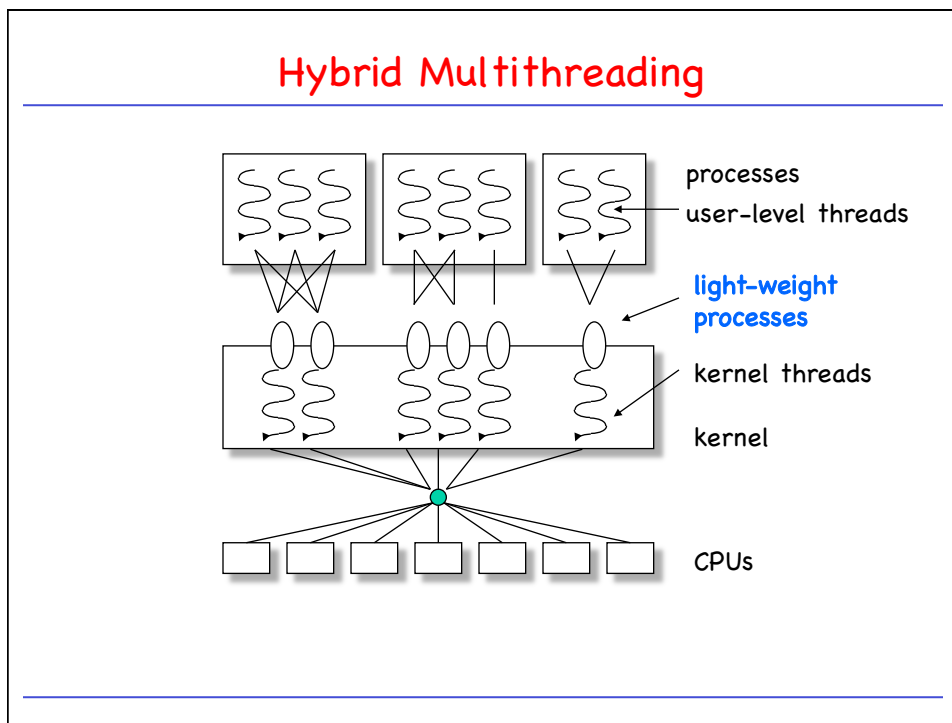 Hybrid Multithreading
processes
user-level threads
light-weight
processes
kernel threads
kernel
CPUs